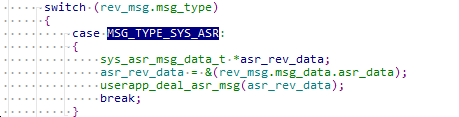 switch (rev_msg.msg_type)
{
case MSG_TYPE_SYS_ASR:
{
sys_asr_msg_data_t *asr_rev_data;
asr_rev_data = &(rev_msg.msg_data.asr_data);
userapp_deal_asr_msg(asr_rev_data);
break;
}